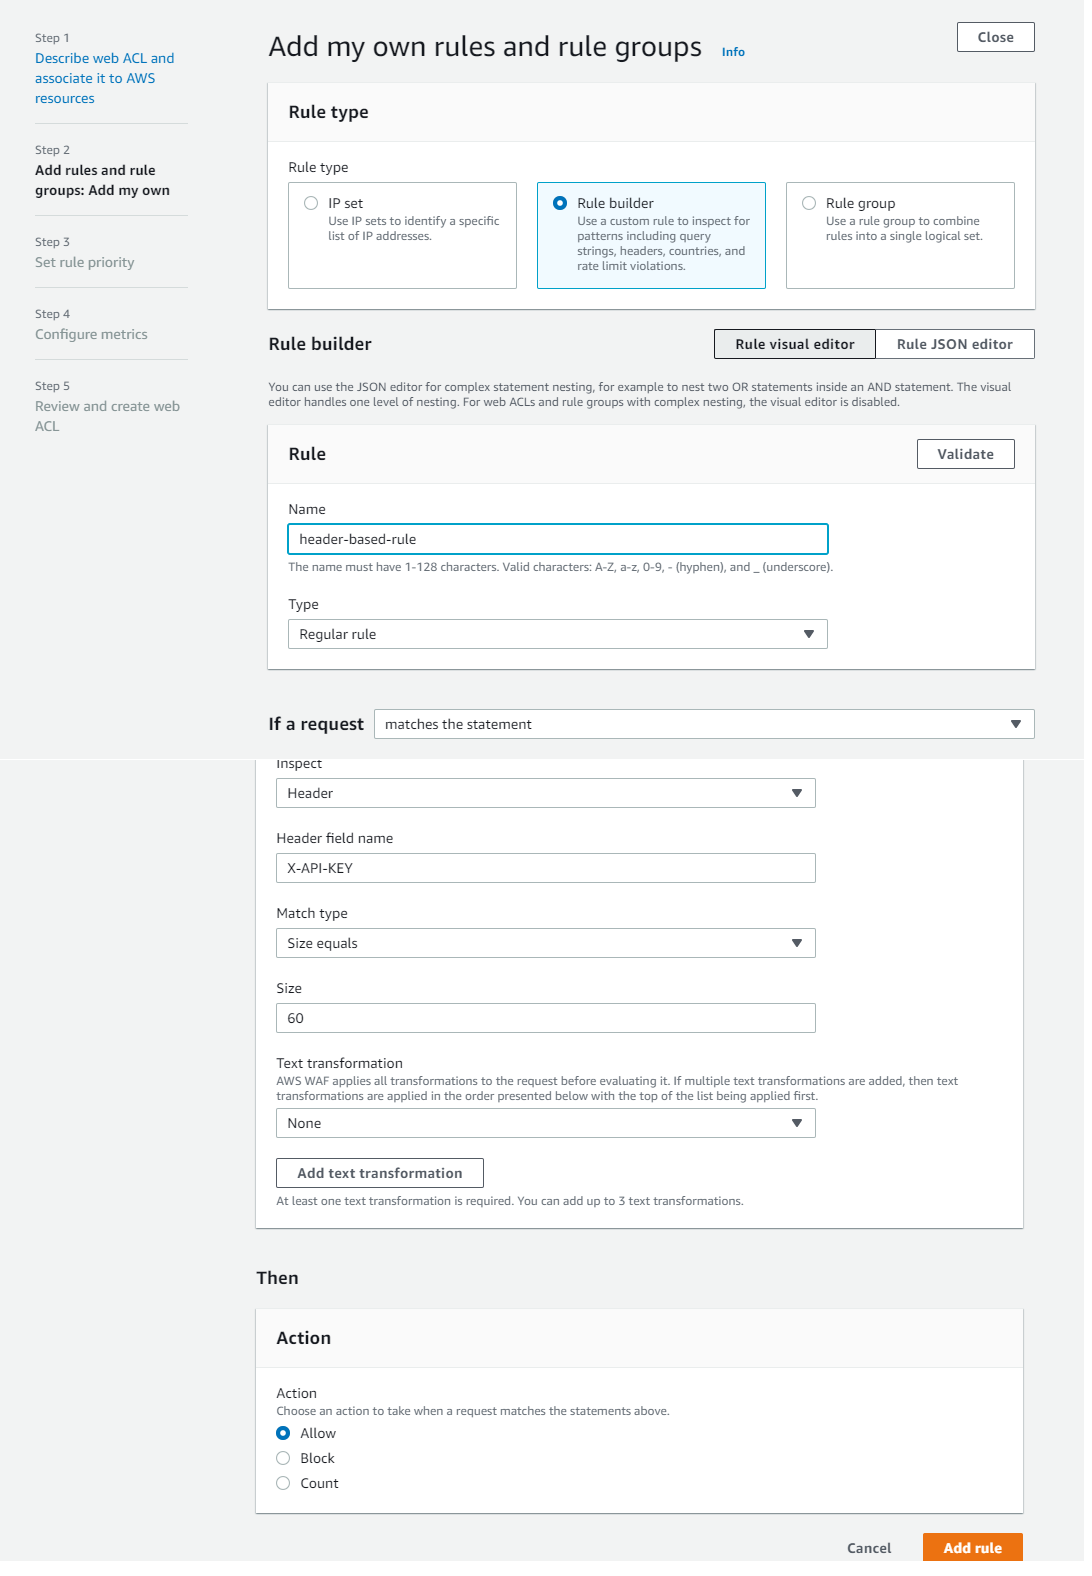 Step 1
Describe web ACL and
associate it to AWS
resources
Step 2
Add rules and rule
groups: Add my own
Step 3
Set rule priority
Step 4
Configure metrics
Step 5
Review and create web
ACL
Add my own rules and rule groups Info
Close
Rule type
Rule type
IP set
Use IP sets to identify a specific
list of IP addresses.
Rule builder
Use a custom rule to inspect for
patterns including query
strings, headers, countries, and
rate limit violations.
Rule group
Use a rule group to combine
rules into a single logical set.
Rule builder
Rule visual editor
Rule JSON editor
You can use the JSON editor for complex statement nesting, for example to nest two OR statements inside an AND statement. The visual
editor handles one level of nesting. For web ACLs and rule groups with complex nesting, the visual editor is disabled.
Rule
Validate
Name
header-based-rule
The name must have 1-128 characters. Valid characters: A-Z, a-z, 0-9, - (hyphen), and _ (underscore).
Type
Regular rule
If a request matches the statement
Inspect
Header
Header field name
X-API-KEY
Match type
Size equals
Size
60
Text transformation
AWS WAF applies all transformations to the request before evaluating it. If multiple text transformations are added, then text
transformations are applied in the order presented below with the top of the list being applied first.
None
Add text transformation
At least one text transformation is required. You can add up to 3 text transformations.
Then
Action
Action
Choose an action to take when a request matches the statements above.
Allow
Block
Count
Cancel
Add rule